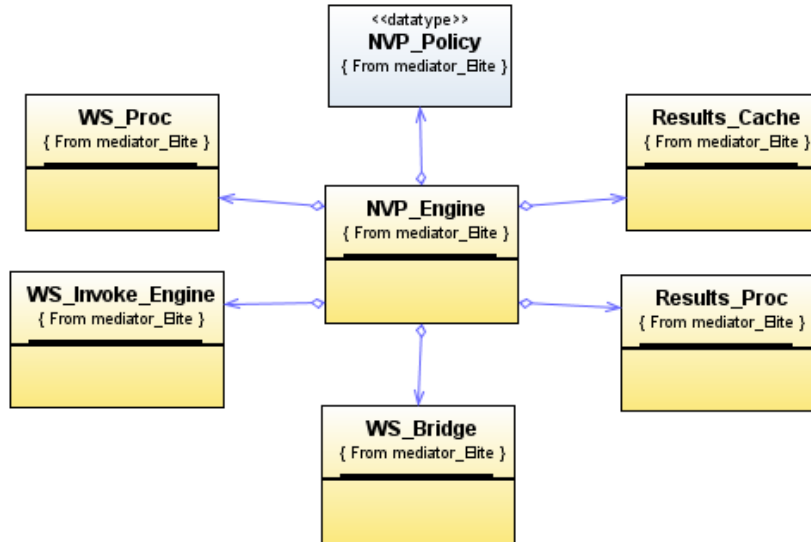 <<datatype>>
NVP_Policy
{ From mediator_Elite }
WS_Proc
{ From mediator_Elite }
Results_Cache
{ From mediator_Elite }
NVP_Engine
{ From mediator_Elite }
WS_Invoke_Engine
{ From mediator_Elite }
Results_Proc
{ From mediator_Elite }
WS_Bridge
{ From mediator_Elite }